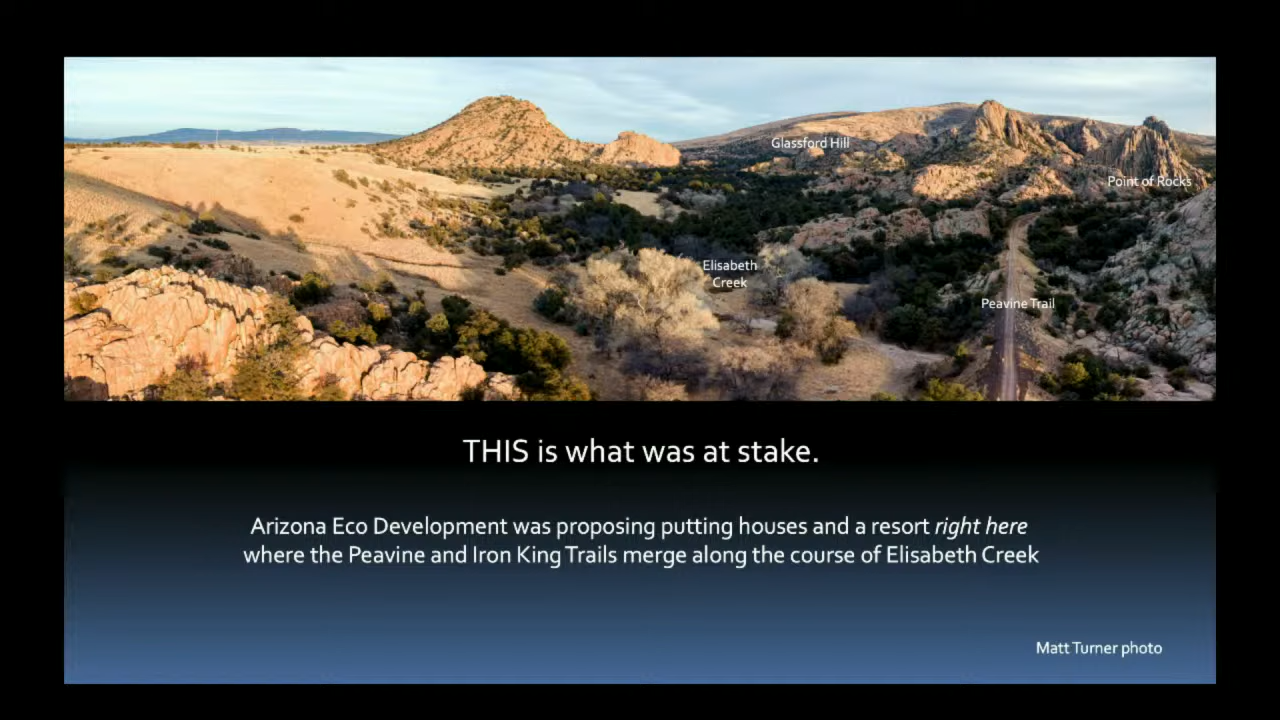 Glassford Hill
Point of Rocks
Elisabeth
Creek
Peavine Trail
THIS is what was at stake.
Arizona Eco Development was proposing putting houses and a resort right here
where the Peavine and Iron King Trails merge along the course of Elisabeth Creek
Matt Turner photo